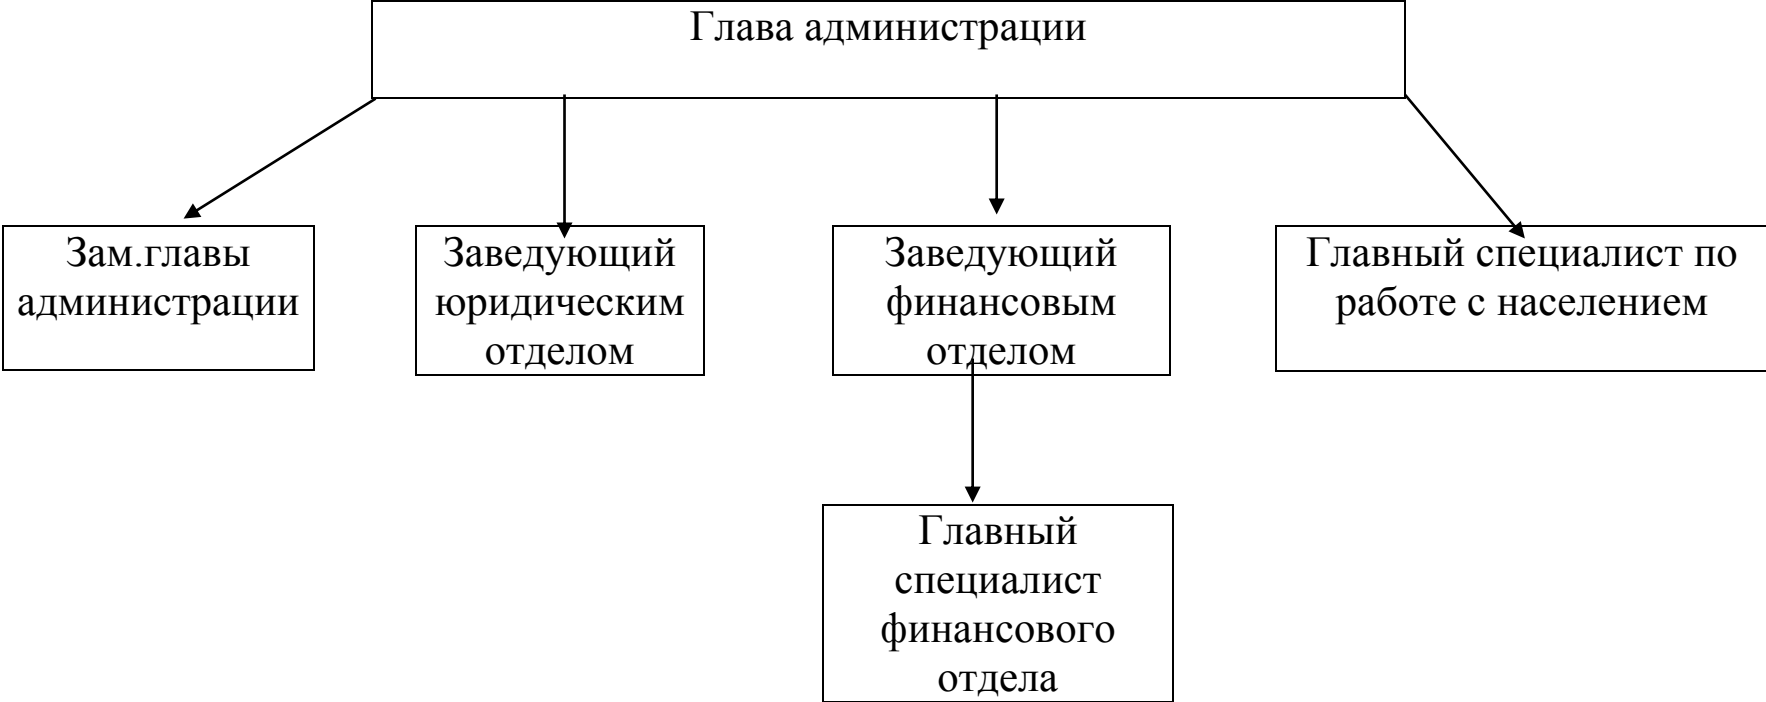 Глава администрации
Зам.главы
администрации
Заведующий
юридическим
отделом
Заведующий
финансовым
отделом
Главный специалист по
работе с населением
Главный
специалист
финансового
отдела